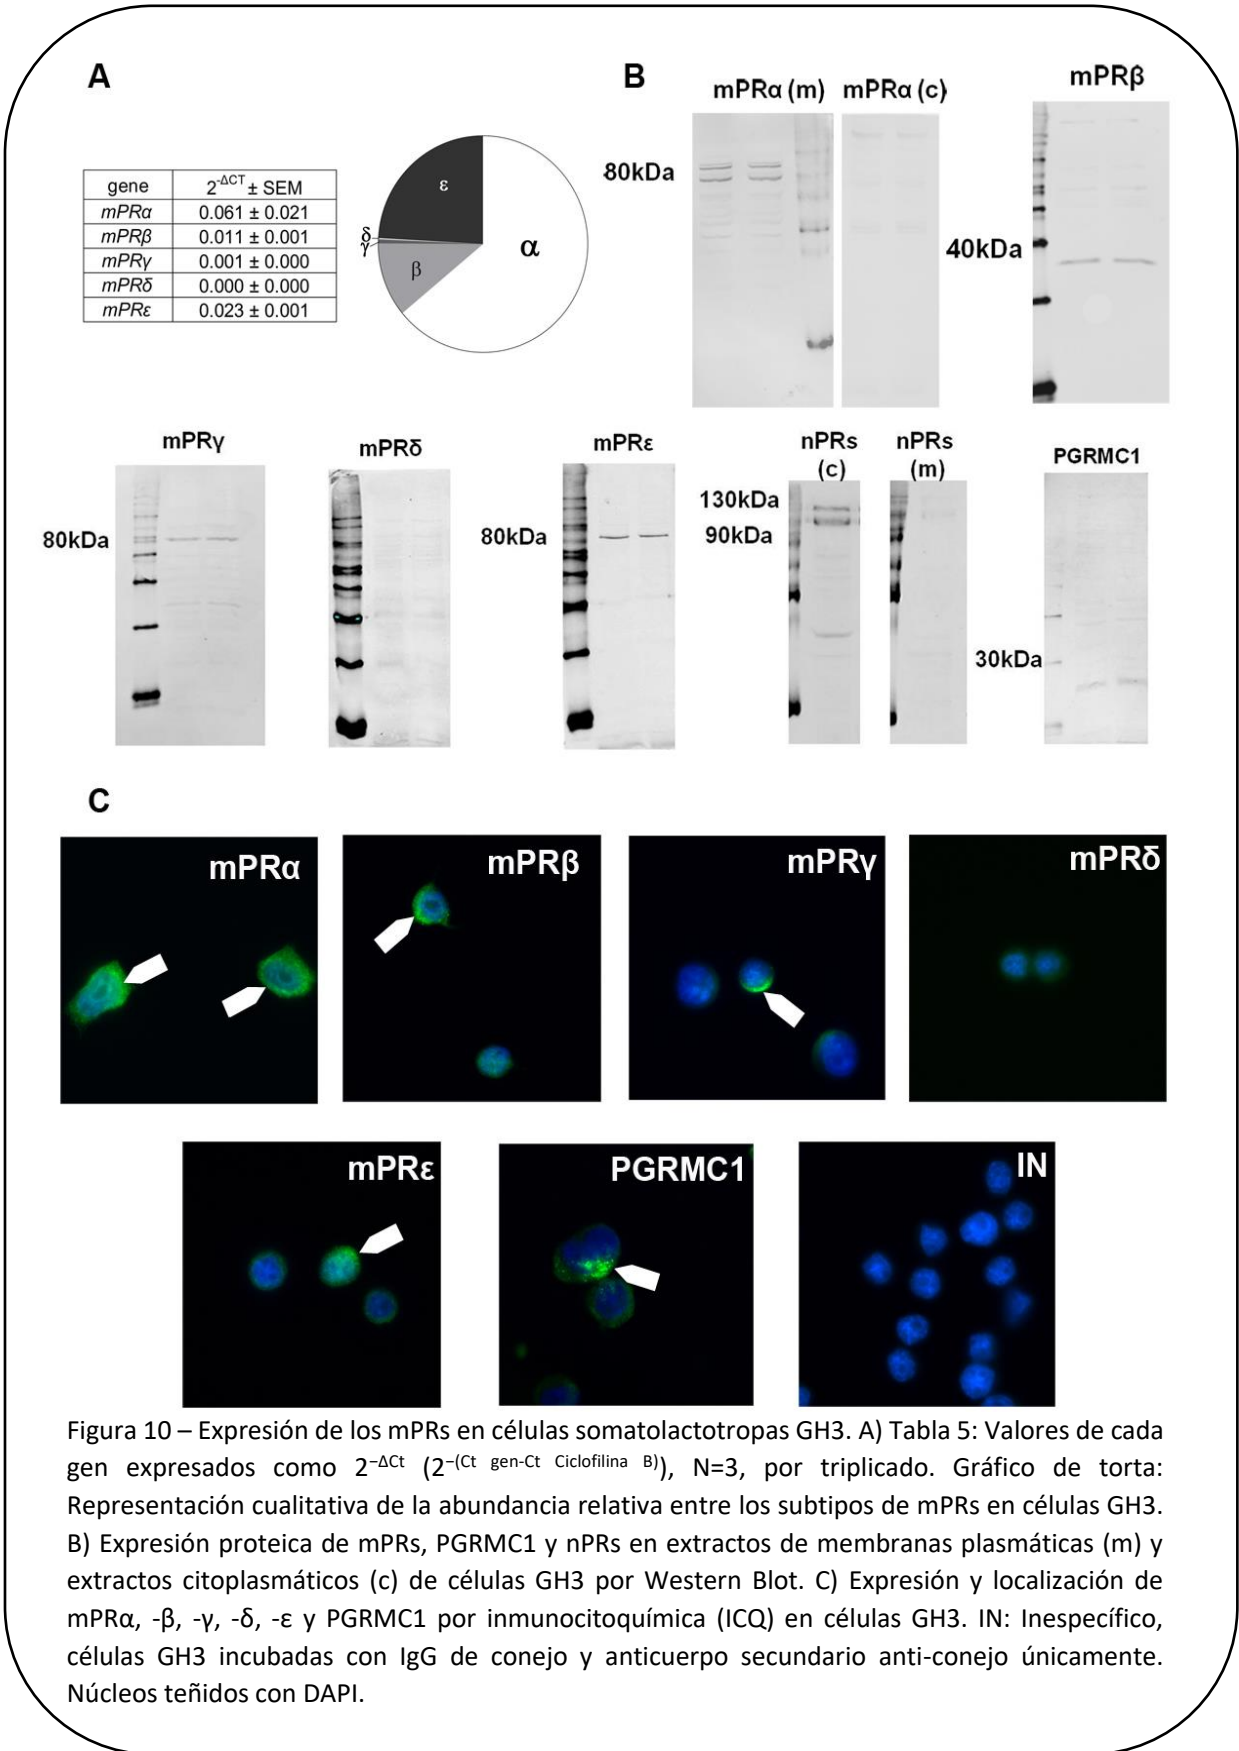 A
gene 2⁻ΔCT ± SEM
mPRα 0.061 ± 0.021
mPRβ 0.011 ± 0.001
mPRγ 0.001 ± 0.000
mPRδ 0.000 ± 0.000
mPRε 0.023 ± 0.001
ε
δ
γ
β
α
B
mPRα (m) mPRα (c) mPRβ
80kDa
40kDa
mPRγ mPRδ mPRε nPRs (c) nPRs (m) PGRMC1
80kDa
80kDa
130kDa
90kDa
30kDa
C
mPRα mPRβ mPRγ mPRδ
mPRε PGRMC1 IN
Figura 10 – Expresión de los mPRs en células somatolactotropas GH3. A) Tabla 5: Valores de cada
gen expresados como 2⁻ΔCt (2⁻(Ct gen-Ct Ciclofilina B)), N=3, por triplicado. Gráfico de torta:
Representación cualitativa de la abundancia relativa entre los subtipos de mPRs en células GH3.
B) Expresión proteica de mPRs, PGRMC1 y nPRs en extractos de membranas plasmáticas (m) y
extractos citoplasmáticos (c) de células GH3 por Western Blot. C) Expresión y localización de
mPRα, -β, -γ, -δ, -ε y PGRMC1 por inmunocitoquímica (ICQ) en células GH3. IN: Inespecífico,
células GH3 incubadas con IgG de conejo y anticuerpo secundario anti-conejo únicamente.
Núcleos teñidos con DAPI.